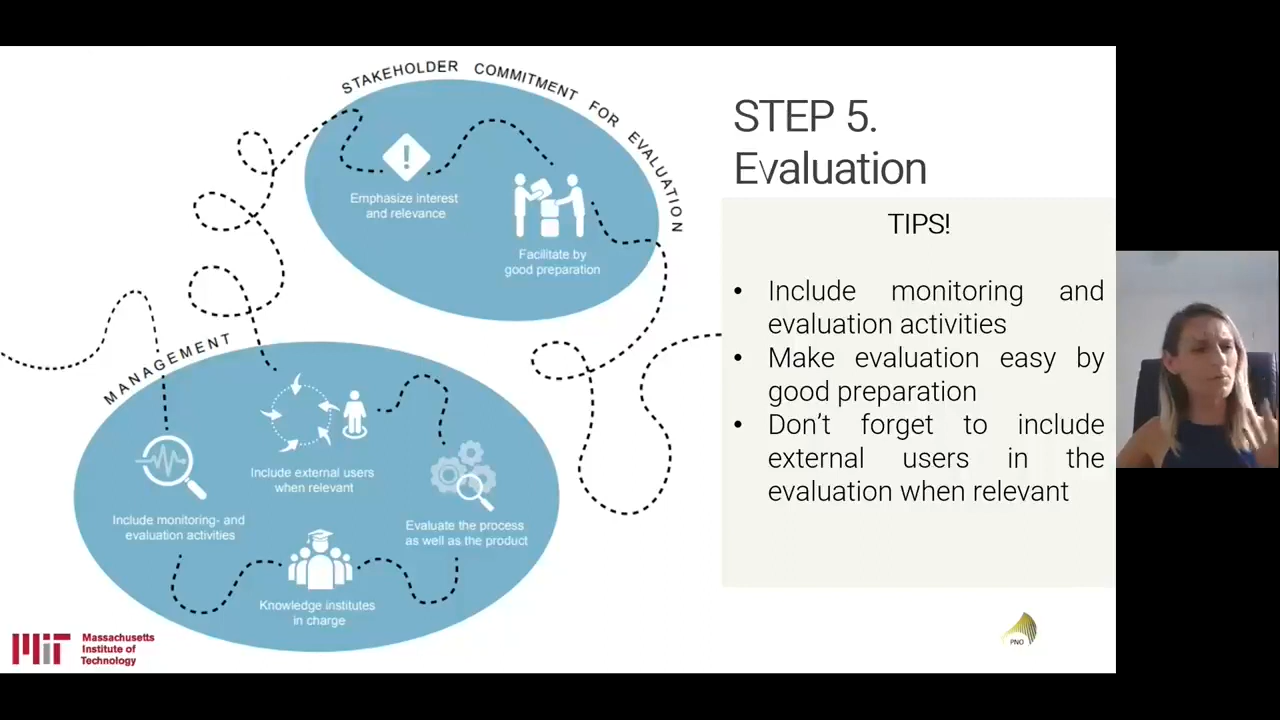 STAKEHOLDER COMMITMENT FOR EVALUATION
Emphasize interest
and relevance
Facilitate by
good preparation
MANAGEMENT
Include external users
when relevant
Include monitoring- and
evaluation activities
Evaluate the process
as well as the product
Knowledge institutes
in charge
MIT
Massachusetts
Institute of
Technology
STEP 5.
Evaluation
TIPS!
• Include monitoring and
evaluation activities
• Make evaluation easy by
good preparation
• Don’t forget to include
external users in the
evaluation when relevant
PNO